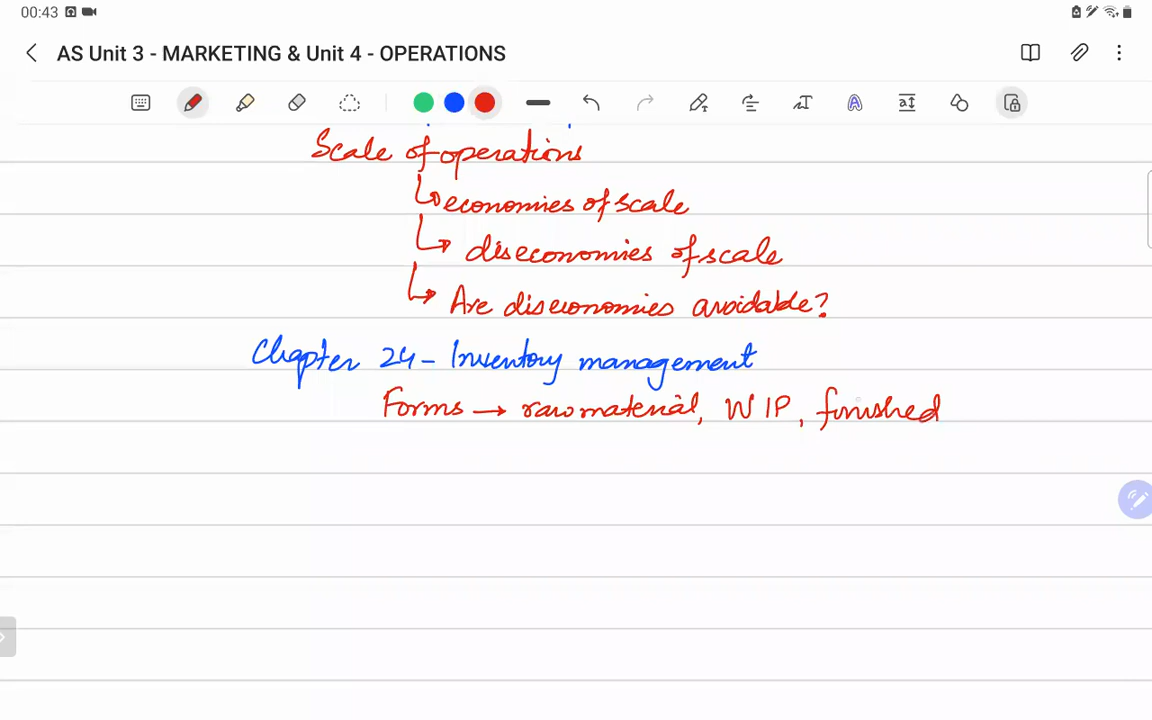 00:43
AS Unit 3 - MARKETING & Unit 4 - OPERATIONS
Scale of operations
economies of scale
diseconomies of scale
Are diseconomies avoidable?
Chapter 24 - Inventory management
Forms → raw material, WIP, finished